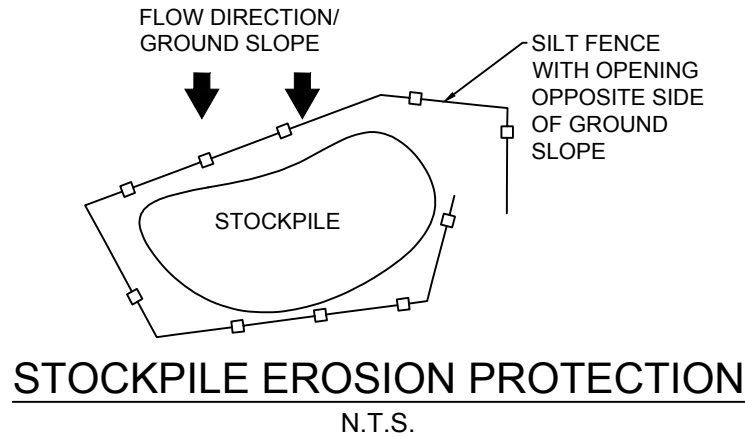 FLOW DIRECTION/
GROUND SLOPE
SILT FENCE
WITH OPENING
OPPOSITE SIDE
OF GROUND
SLOPE
STOCKPILE
STOCKPILE EROSION PROTECTION
N.T.S.